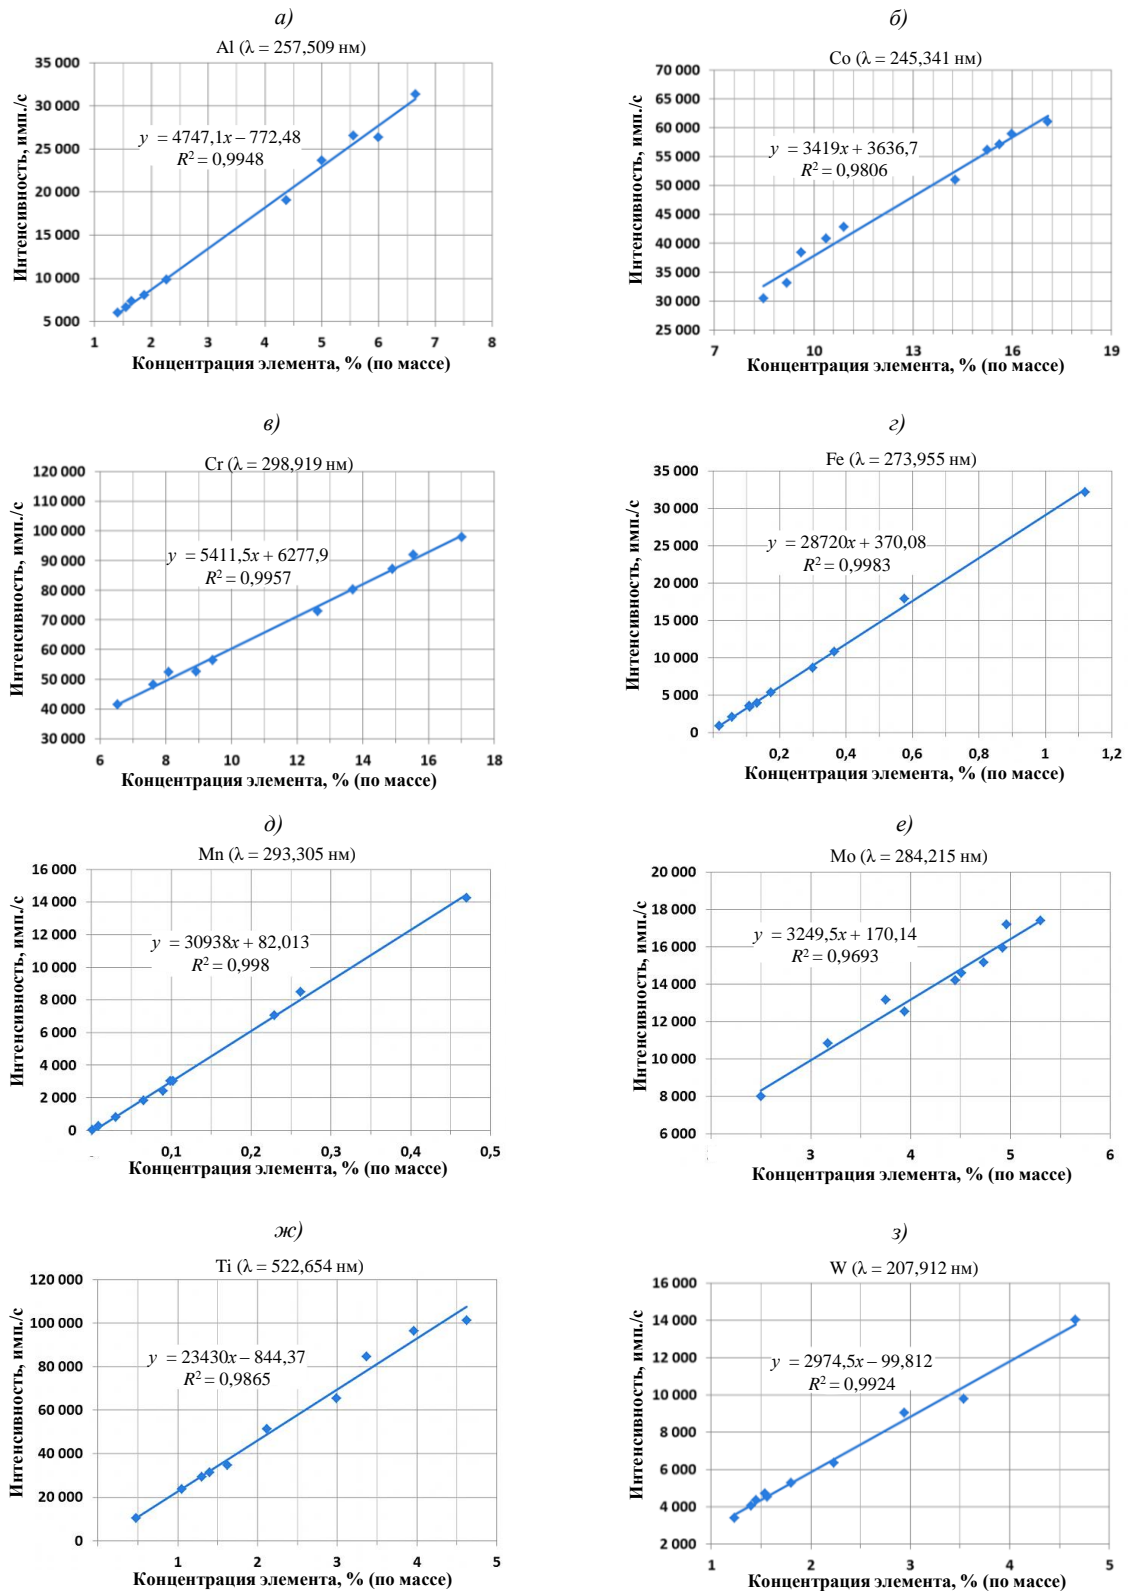 а)
Al (λ = 257,509 нм)
35 000
30 000
25 000
20 000
15 000
10 000
5 000
y = 4747,1x – 772,48
R² = 0,9948
Интенсивность, имп./с
1 2 3 4 5 6 7 8
Концентрация элемента, % (по массе)
б)
Co (λ = 245,341 нм)
70 000
65 000
60 000
55 000
50 000
45 000
40 000
35 000
30 000
25 000
y = 3419x + 3636,7
R² = 0,9806
Интенсивность, имп./с
7 10 13 16 19
Концентрация элемента, % (по массе)
в)
Cr (λ = 298,919 нм)
120 000
110 000
100 000
90 000
80 000
70 000
60 000
50 000
40 000
30 000
y = 5411,5x + 6277,9
R² = 0,9957
Интенсивность, имп./с
6 8 10 12 14 16 18
Концентрация элемента, % (по массе)
г)
Fe (λ = 273,955 нм)
35 000
30 000
25 000
20 000
15 000
10 000
5 000
0
y = 28720x + 370,08
R² = 0,9983
Интенсивность, имп./с
0,2 0,4 0,6 0,8 1 1,2
Концентрация элемента, % (по массе)
д)
Mn (λ = 293,305 нм)
16 000
14 000
12 000
10 000
8 000
6 000
4 000
2 000
0
y = 30938x + 82,013
R² = 0,998
Интенсивность, имп./с
0,1 0,2 0,3 0,4 0,5
Концентрация элемента, % (по массе)
е)
Mo (λ = 284,215 нм)
20 000
18 000
16 000
14 000
12 000
10 000
8 000
6 000
y = 3249,5x + 170,14
R² = 0,9693
Интенсивность, имп./с
3 4 5 6
Концентрация элемента, % (по массе)
ж)
Ti (λ = 522,654 нм)
120 000
100 000
80 000
60 000
40 000
20 000
0
y = 23430x – 844,37
R² = 0,9865
Интенсивность, имп./с
1 2 3 4 5
Концентрация элемента, % (по массе)
з)
W (λ = 207,912 нм)
16 000
14 000
12 000
10 000
8 000
6 000
4 000
2 000
y = 2974,5x – 99,812
R² = 0,9924
Интенсивность, имп./с
1 2 3 4 5
Концентрация элемента, % (по массе)